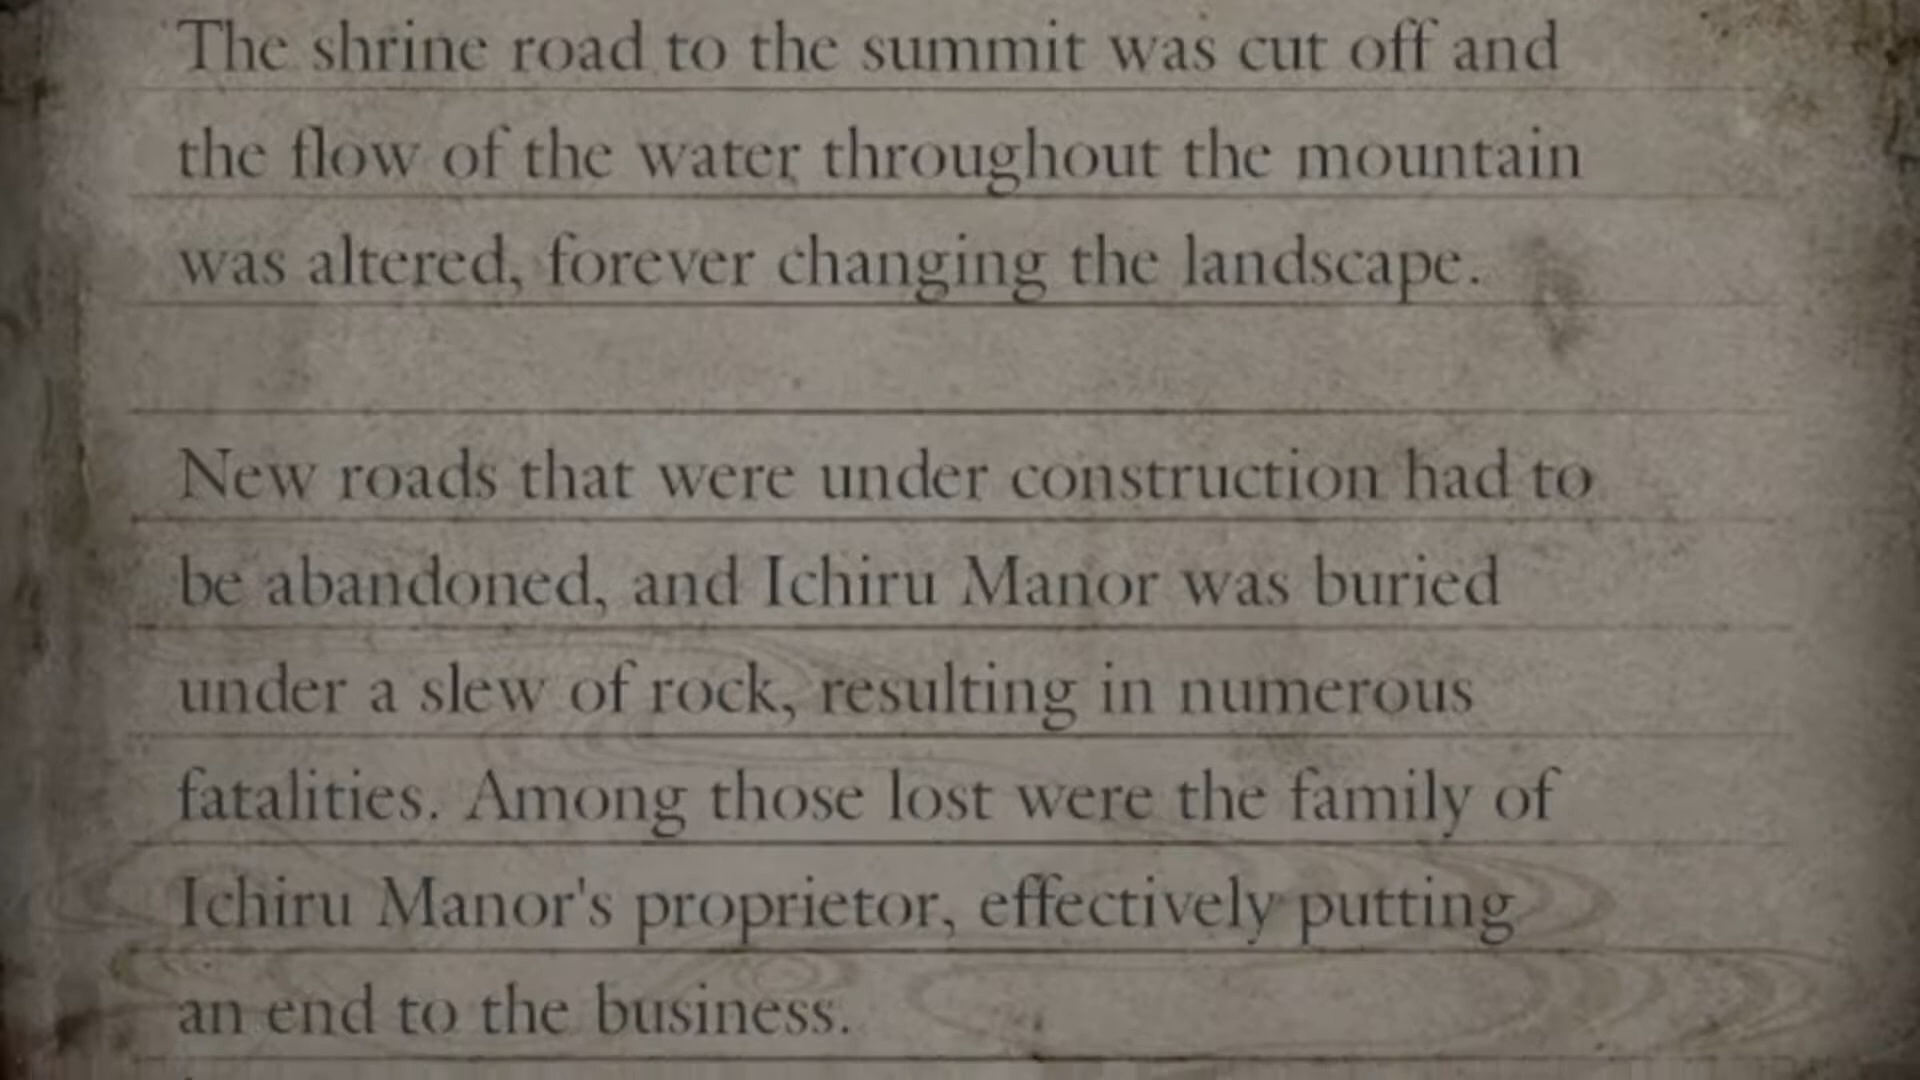 The shrine road to the summit was cut off and
the flow of the water throughout the mountain
was altered, forever changing the landscape.
New roads that were under construction had to
be abandoned, and Ichiru Manor was buried
under a slew of rock, resulting in numerous
fatalities. Among those lost were the family of
Ichiru Manor's proprietor, effectively putting
an end to the business.